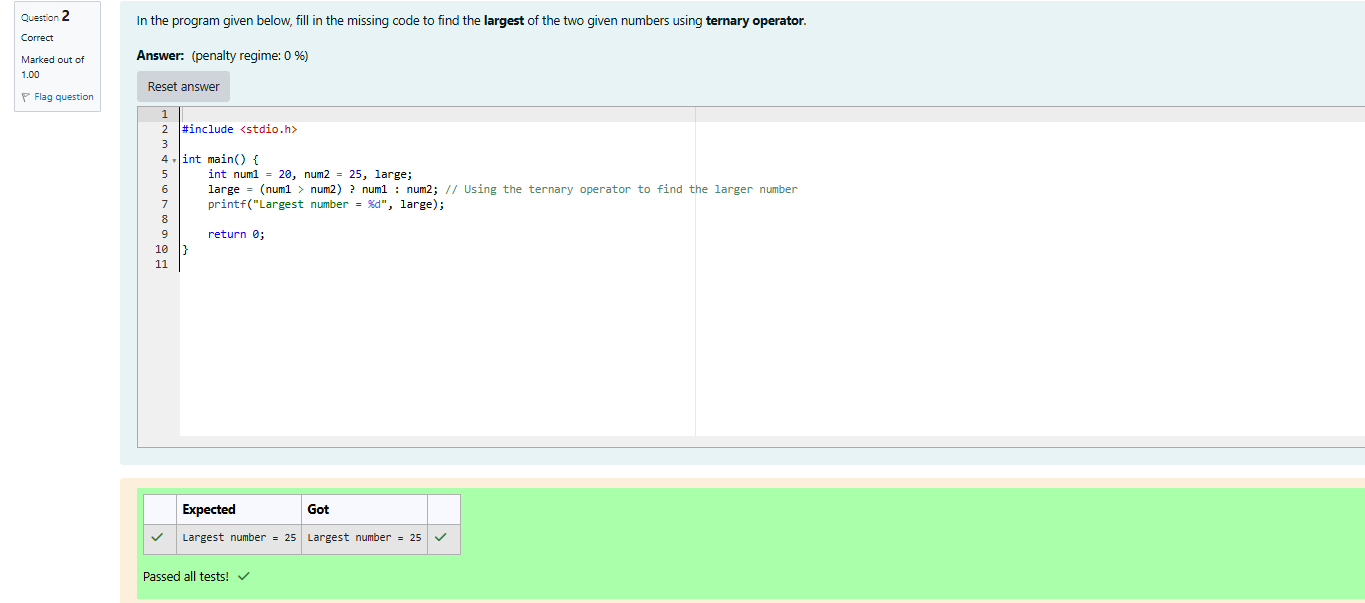 Question 2
Correct
Marked out of
1.00
Flag question
In the program given below, fill in the missing code to find the largest of the two given numbers using ternary operator.
Answer: (penalty regime: 0 %)
Reset answer
1
2 #include <stdio.h>
3
4 int main() {
5 int num1 = 20, num2 = 25, large;
6 large = (num1 > num2) ? num1 : num2; // Using the ternary operator to find the larger number
7 printf("Largest number = %d", large);
8
9 return 0;
10 }
11
Expected Got
Largest number = 25 Largest number = 25
Passed all tests!